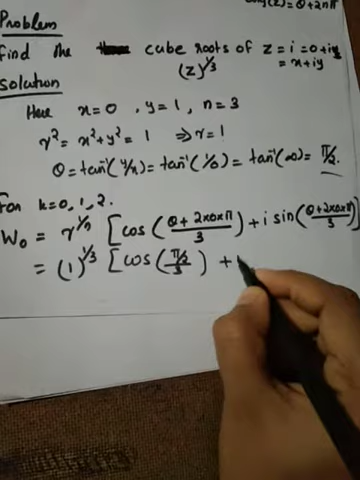 arg(z) = θ + 2nπ
Problem
find the cube roots of z = i = 0 + iy
(z)^⅓ = x + iy
Solution
Here x = 0 , y = 1 , n = 3
r² = x² + y² = 1 ⇒ r = 1
θ = tan⁻¹(y/x) = tan⁻¹(1/0) = tan⁻¹(∞) = π/2
For k = 0, 1, 2.
W₀ = r^(1/n) [cos((θ + 2×0×π)/3) + i sin((θ + 2×0×π)/3)]
= (1)^⅓ [cos((π/2)/3) +